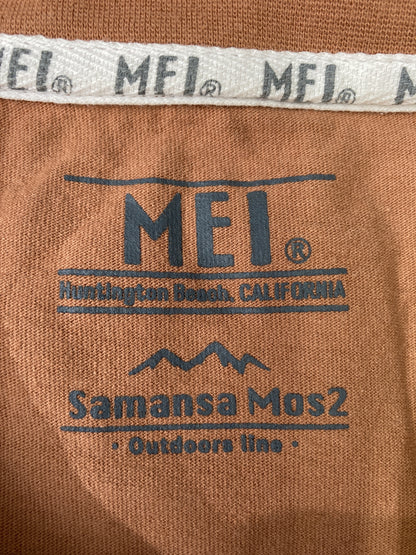 MEI® MEI® MEI® M
MEI®
Huntington Beach, CALIFORNIA
Samansa Mos2
• Outdoors line •